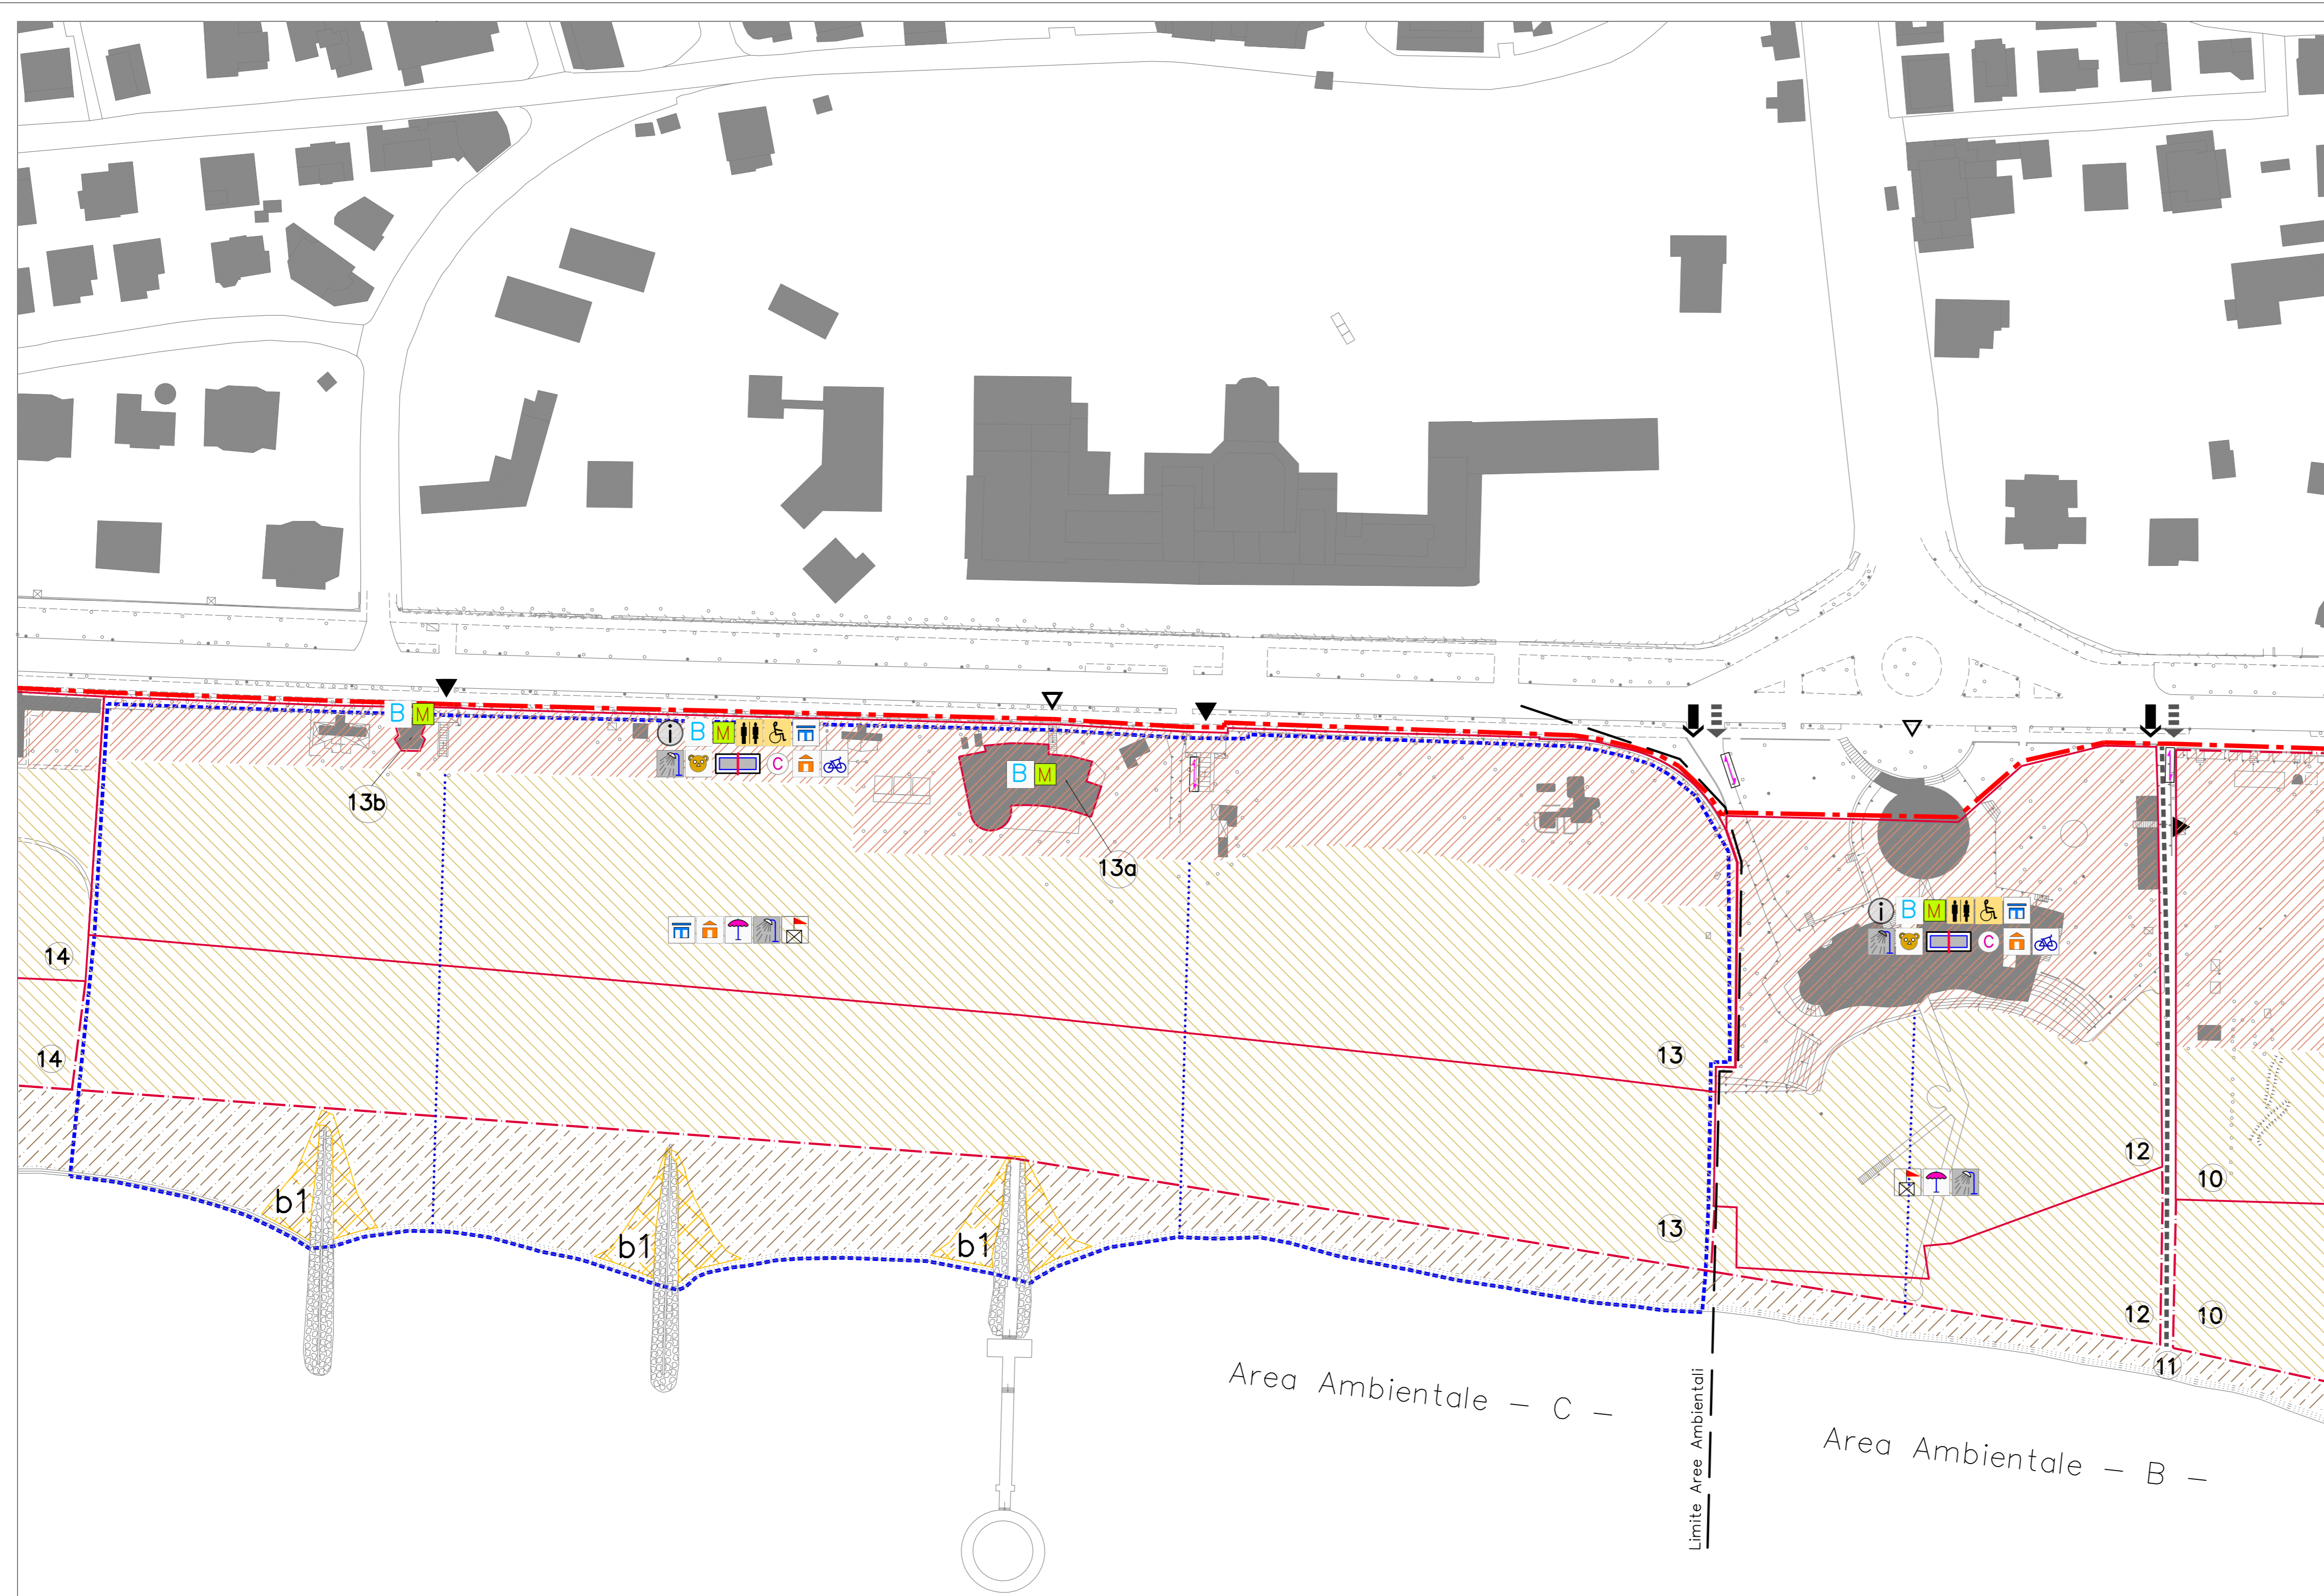 B M
i B M
C
13b
B M
13a
i B M
C
14
14
13
13
12
12
10
10
11
b1
b1
b1
Area Ambientale - C -
Limite Aree Ambientali
Area Ambientale - B -